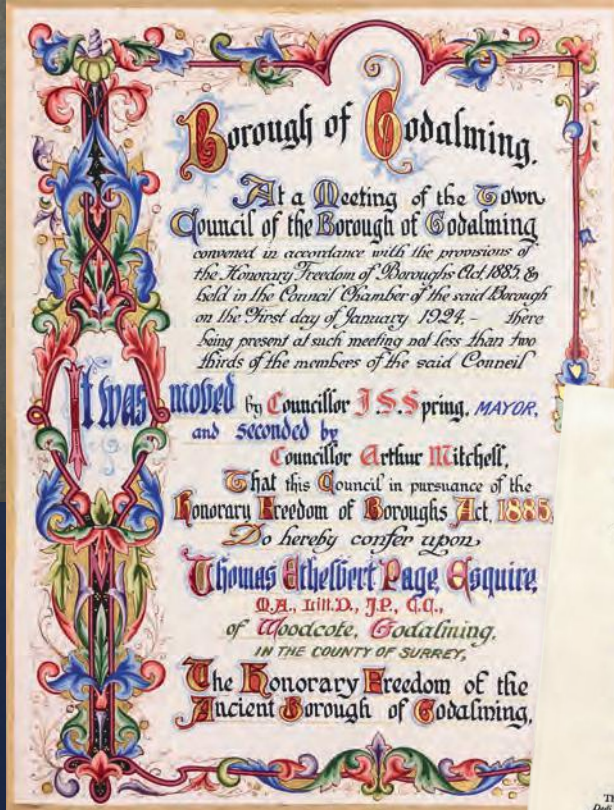 Borough of Godalming.
At a Meeting of the Town
Council of the Borough of Godalming
convened in accordance with the provisions of
the Honorary Freedom of Boroughs Act 1885, &
held in the Council Chamber of the said Borough
on the First day of January 1924, - there
being present at such meeting not less than two
thirds of the members of the said Council
It was moved by Councillor J.S.Spring, MAYOR,
and seconded by
Councillor Arthur Mitchell,
That this Council in pursuance of the
Honorary Freedom of Boroughs Act, 1885,
Do hereby confer upon
Thomas Ethelbert Page, Esquire,
M.A., Litt.D., J.P., C.C.,
of Woodcote, Godalming,
IN THE COUNTY OF SURREY,
The Honorary Freedom of the
Ancient Borough of Godalming,